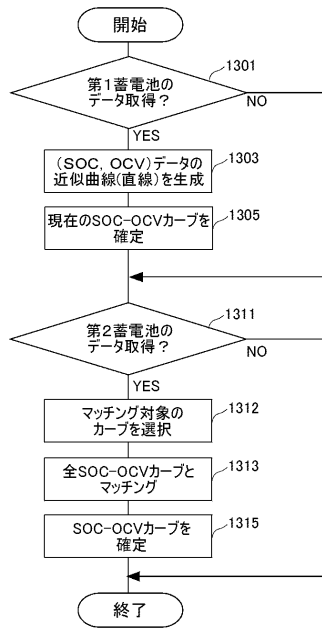 開始
第1蓄電池の
データ取得？
1301
NO
YES
(SOC, OCV)データの
近似曲線(直線)を生成
1303
現在のSOC-OCVカーブを
確定
1305
第2蓄電池の
データ取得？
1311
NO
YES
マッチング対象の
カーブを選択
1312
全SOC-OCVカーブと
マッチング
1313
SOC-OCVカーブを
確定
1315
終了